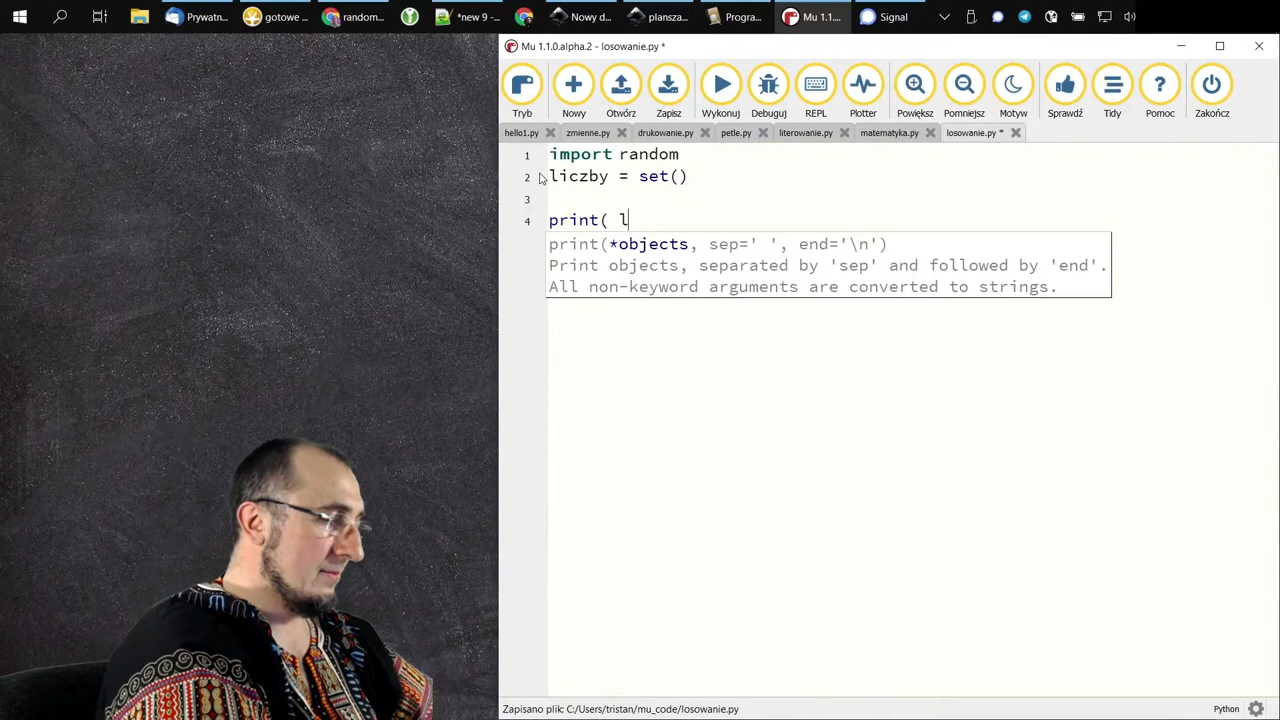 Prywatn...
gotowe ...
random...
*new 9 - ...
Nowy d...
plansza...
Progra...
Mu 1.1....
Signal
Mu 1.1.0.alpha.2 - losowanie.py *
Tryb
Nowy
Otwórz
Zapisz
Wykonuj
Debuguj
REPL
Plotter
Powiększ
Pomniejsz
Motyw
Sprawdź
Tidy
Pomoc
Zakończ
hello1.py
zmienne.py
drukowanie.py
petle.py
literowanie.py
matematyka.py
losowanie.py *
1 import random
2 liczby = set()
3
4 print( l
print(*objects, sep=' ', end='\n')
Print objects, separated by 'sep' and followed by 'end'.
All non-keyword arguments are converted to strings.
Zapisano plik: C:/Users/tristan/mu_code/losowanie.py
Python